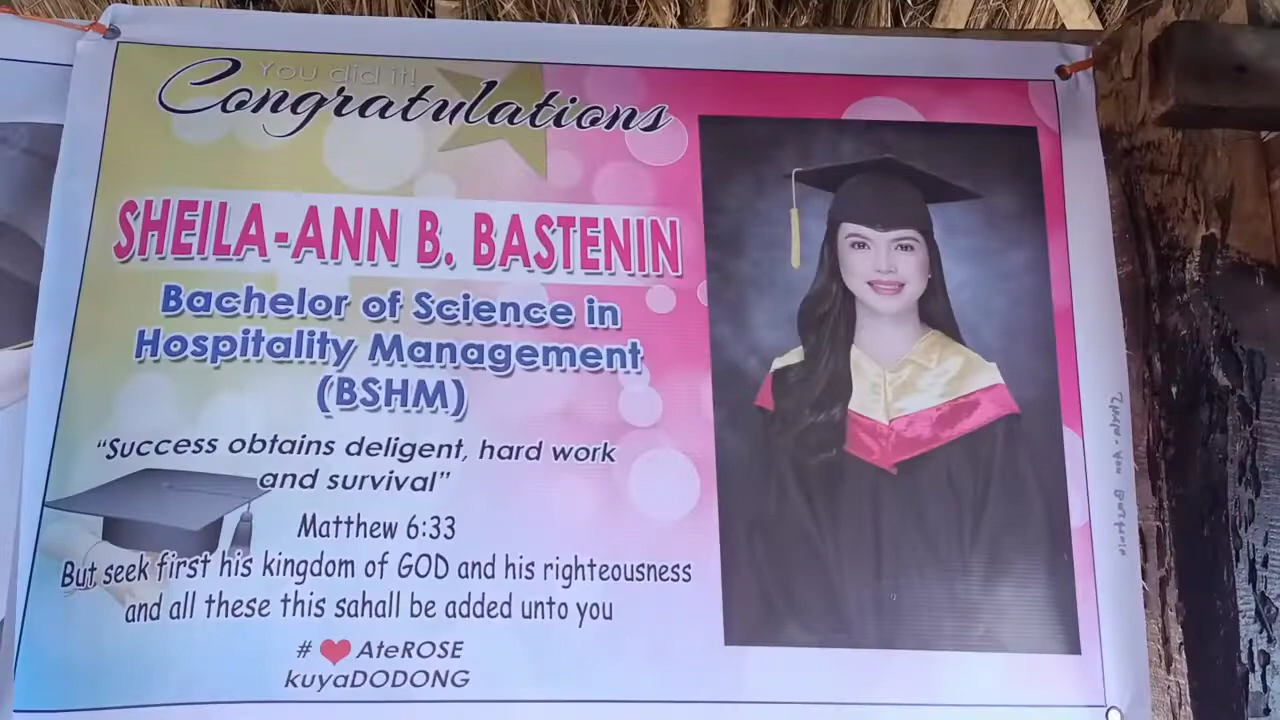 You did it!
Congratulations
SHEILA-ANN B. BASTENIN
Bachelor of Science in
Hospitality Management
(BSHM)
“Success obtains deligent, hard work
and survival”
Matthew 6:33
But seek first his kingdom of GOD and his righteousness
and all these this sahall be added unto you
# ❤ AteROSE
kuyaDODONG